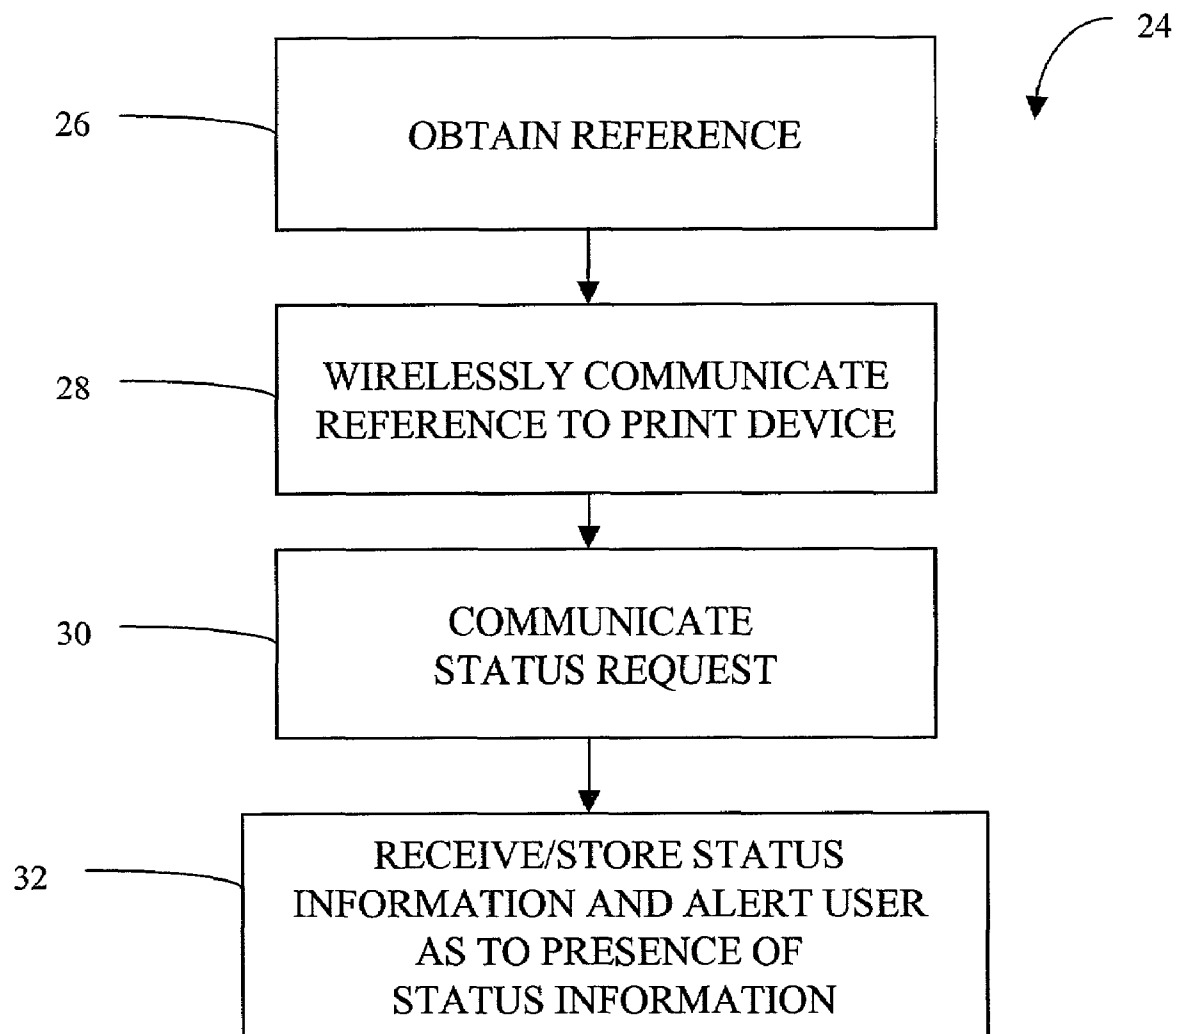 24
26
OBTAIN REFERENCE
28
WIRELESSLY COMMUNICATE
REFERENCE TO PRINT DEVICE
30
COMMUNICATE
STATUS REQUEST
32
RECEIVE/STORE STATUS
INFORMATION AND ALERT USER
AS TO PRESENCE OF
STATUS INFORMATION